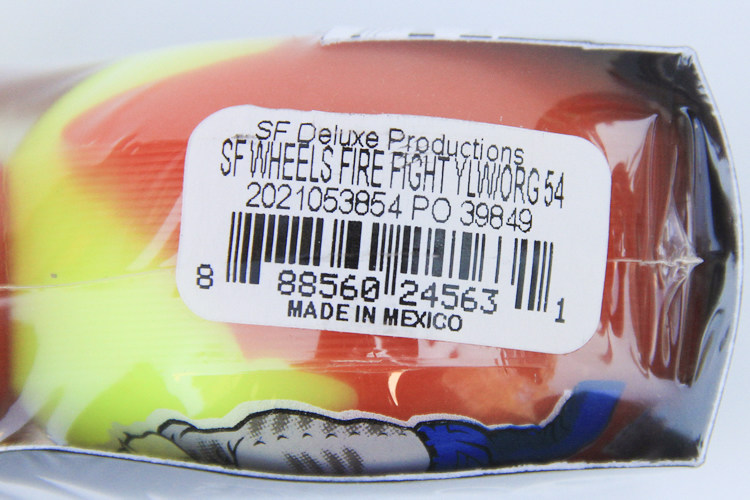 SF Deluxe Productions
SF WHEELS FIRE FIGHT YLW/ORG 54
2021053854 PO 39849
8 88560 24563 1
MADE IN MEXICO